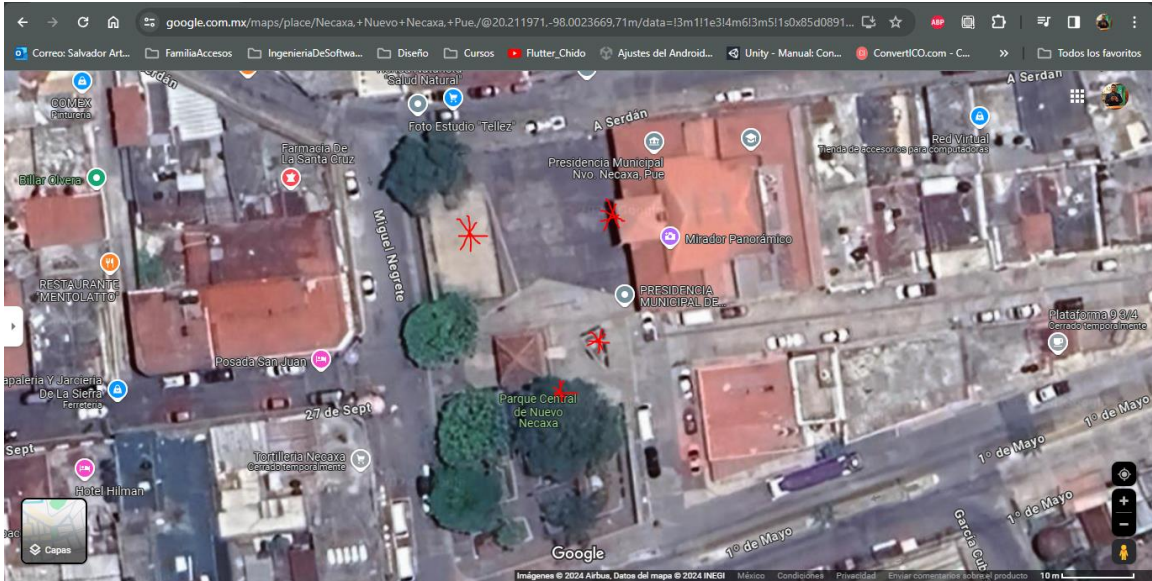 google.com.mx/maps/place/Necaxa,+Nuevo+Necaxa,+Pue./@20.211971,-98.0023669,71m/data=!3m1!1e3!4m6!3m5!1s0x85d0891...
ABP
Correo: Salvador Art...
FamiliaAccesos
IngenieriaDeSoftwa...
Diseño
Cursos
Flutter_Chido
Ajustes del Android...
Unity - Manual: Con...
ConvertICO.com - C...
»
Todos los favoritos
A Serdán
"Salud Natural"
COMEX
Pinturería
Foto Estudio "Tellez"
A Serdán
A Serdán
Farmacia De
La Santa Cruz
Presidencia Municipal
Nvo. Necaxa, Pue
Red Virtual
Tienda de accesorios para computadoras
Billar Olvera
Miguel Negrete
Mirador Panorámico
RESTAURANTE
"MENTOLATTO"
PRESIDENCIA
MUNICIPAL DE...
Plataforma 9 3/4
Cerrado temporalmente
Posada San Juan
apalería Y Jarciería
De La Sierra
Ferretería
27 de Sept
Parque Central
de Nuevo
Necaxa
1° de Mayo
Sept
Tortillería Necaxa
Cerrado temporalmente
1° de Mayo
Hotel Hilman
1° de Mayo
1° de Mayo
García Cub
Capas
Google
Imágenes © 2024 Airbus, Datos del mapa © 2024 INEGI
México
Condiciones
Privacidad
Enviar comentarios sobre el producto
10 m